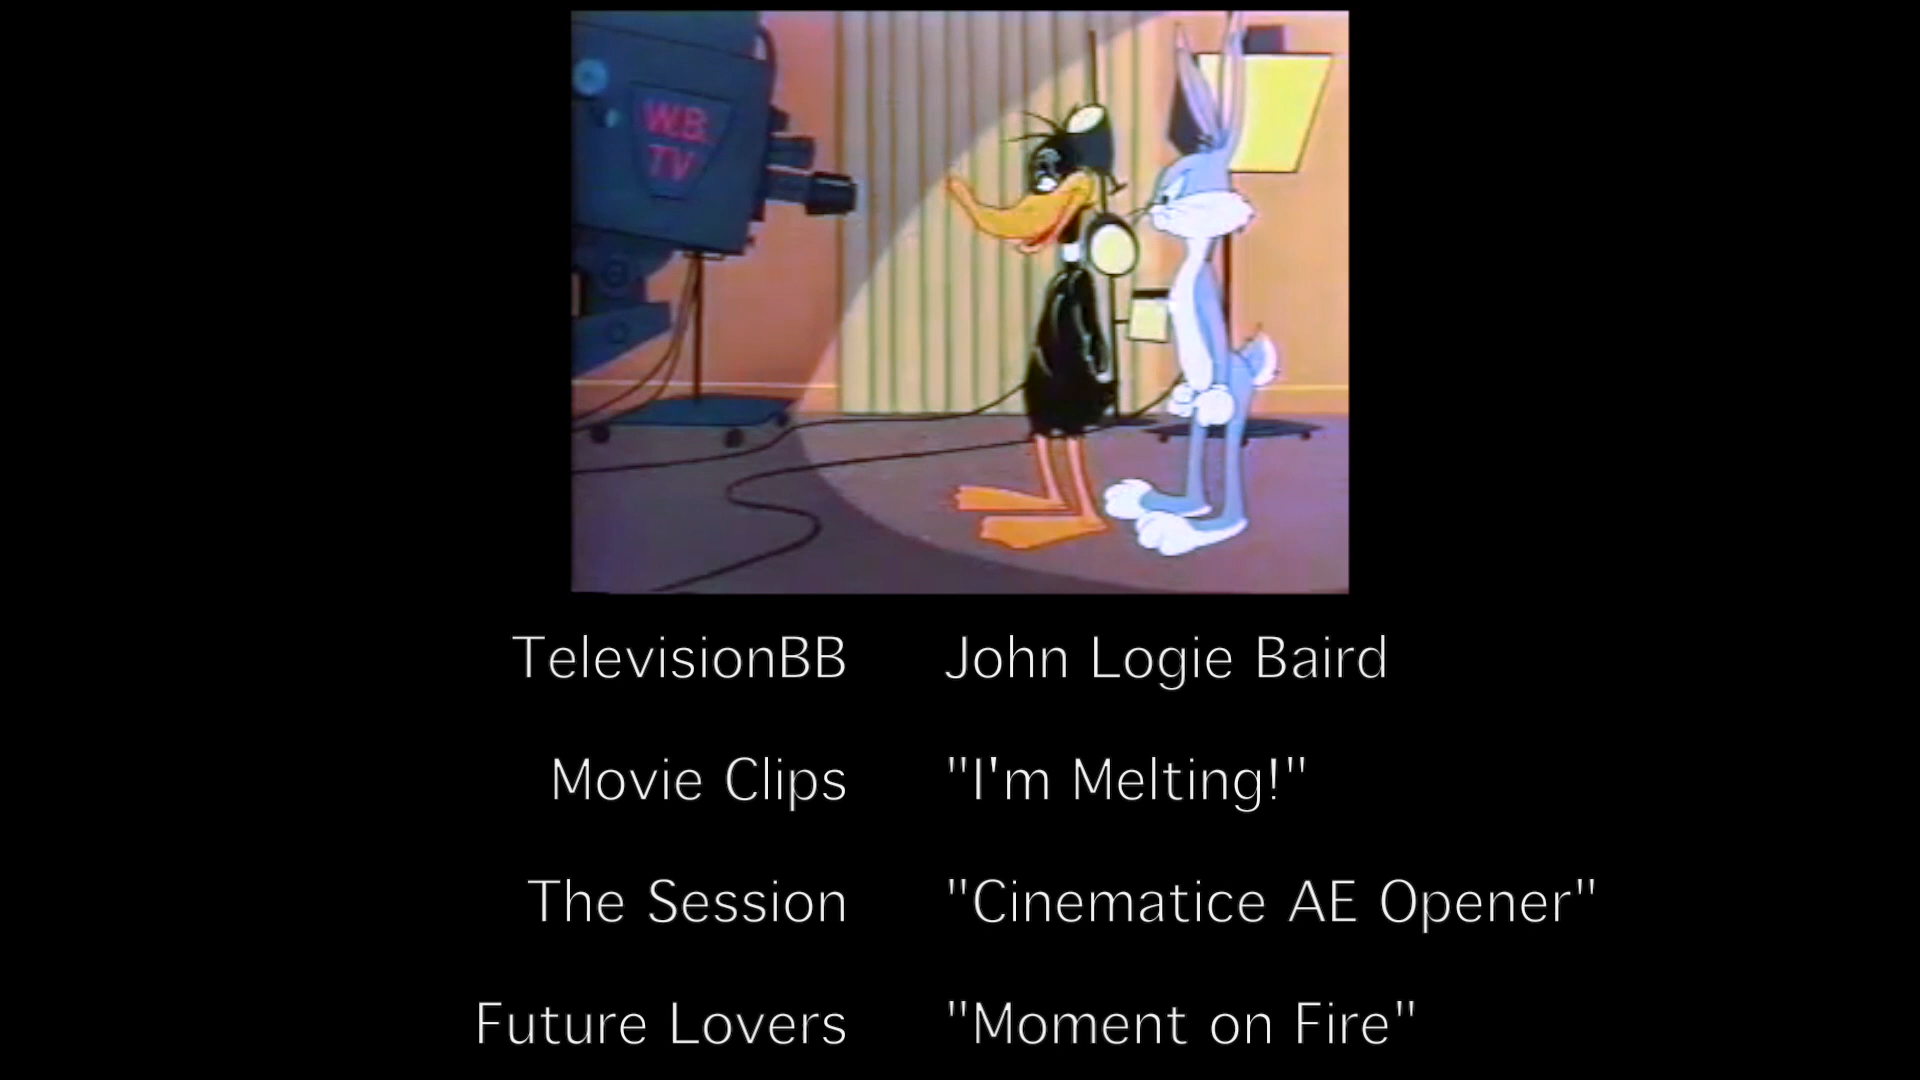 W.B.
TV
TelevisionBB John Logie Baird
Movie Clips "I'm Melting!"
The Session "Cinematice AE Opener"
Future Lovers "Moment on Fire"